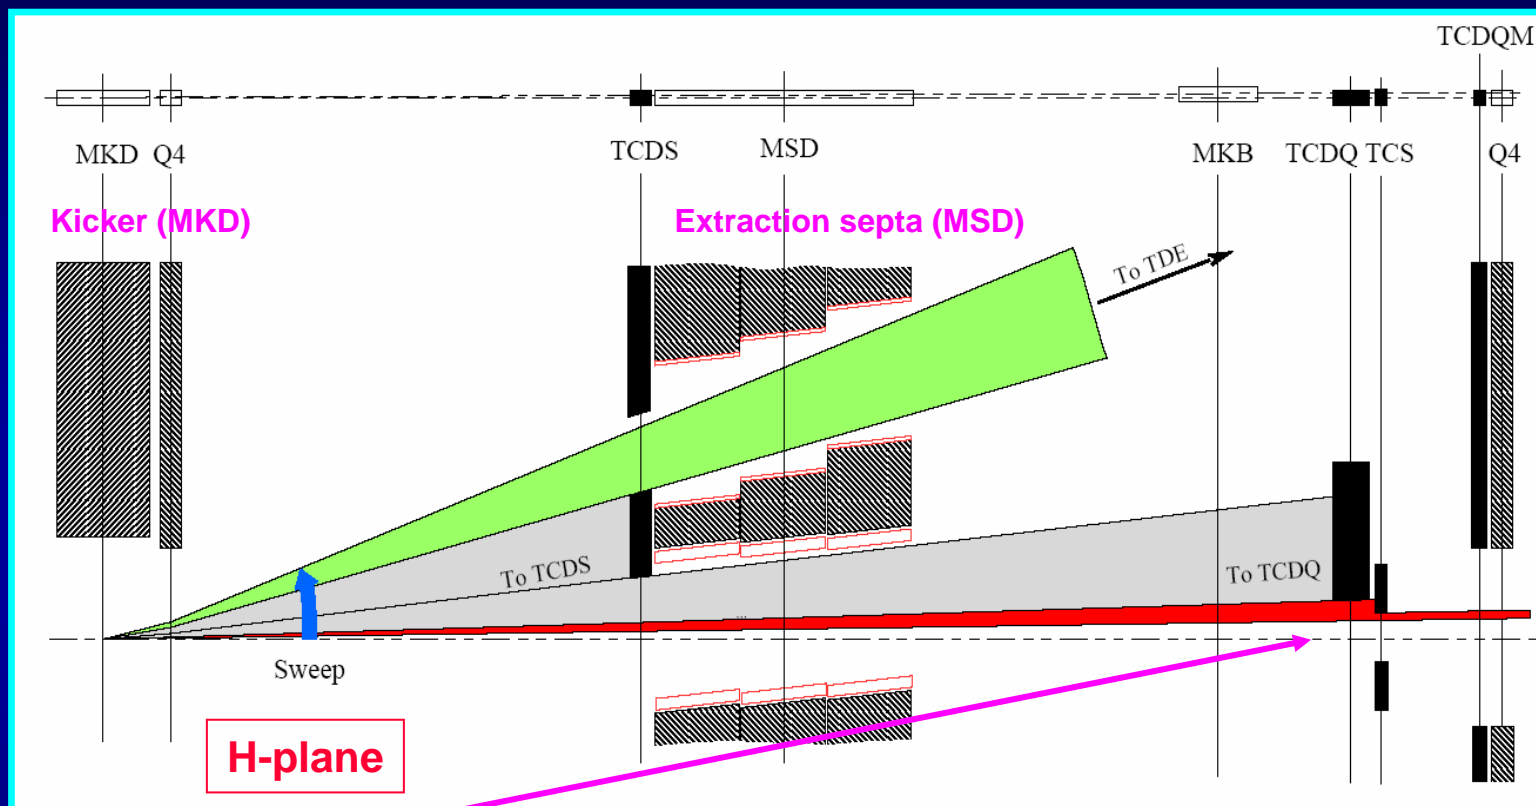 TCDQM
MKD Q4 TCDS MSD MKB TCDQ TCS Q4
Kicker (MKD) Extraction septa (MSD)
To TDE
To TCDS
To TCDQ
Sweep
H-plane